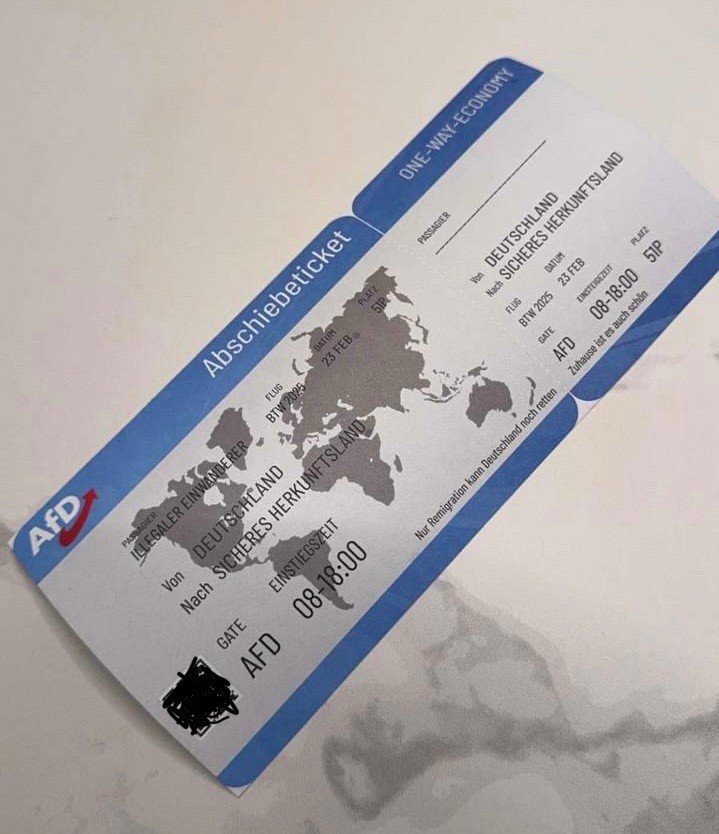 AfD
Abschiebeticket
PASSAGIER
ILLEGALER EINWANDERER
Von DEUTSCHLAND
Nach SICHERES HERKUNFTSLAND
FLUG
BTW 2025
DATUM
23 FEB
PLATZ
51P
GATE
AFD
EINSTIEGSZEIT
08-18:00
Nur Remigration kann Deutschland noch retten
ONE-WAY-ECONOMY
PASSAGIER
Von DEUTSCHLAND
Nach SICHERES HERKUNFTSLAND
FLUG
BTW 2025
DATUM
23 FEB
GATE
AFD
EINSTIEGSZEIT
08-18:00
PLATZ
51P
Zuhause ist es auch schön